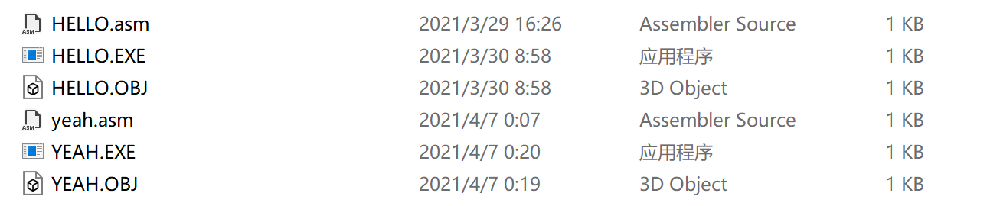 HELLO.asm 2021/3/29 16:26 Assembler Source 1 KB
HELLO.EXE 2021/3/30 8:58 应用程序 1 KB
HELLO.OBJ 2021/3/30 8:58 3D Object 1 KB
yeah.asm 2021/4/7 0:07 Assembler Source 1 KB
YEAH.EXE 2021/4/7 0:20 应用程序 1 KB
YEAH.OBJ 2021/4/7 0:19 3D Object 1 KB